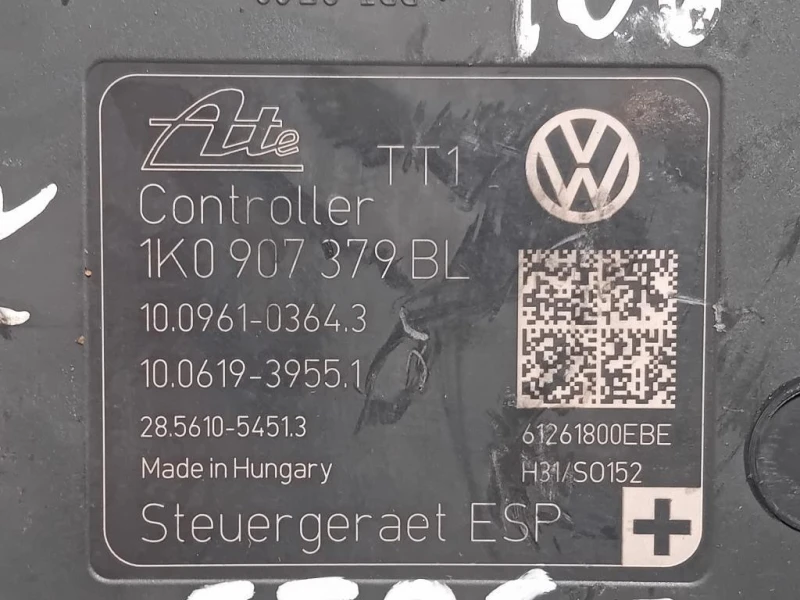 Ate
TT1
Controller
1K0 907 379 BL
10.0961-0364.3
10.0619-3955.1
28.5610-5451.3
61261800EBE
Made in Hungary
H31/SO152
Steuergeraet ESP